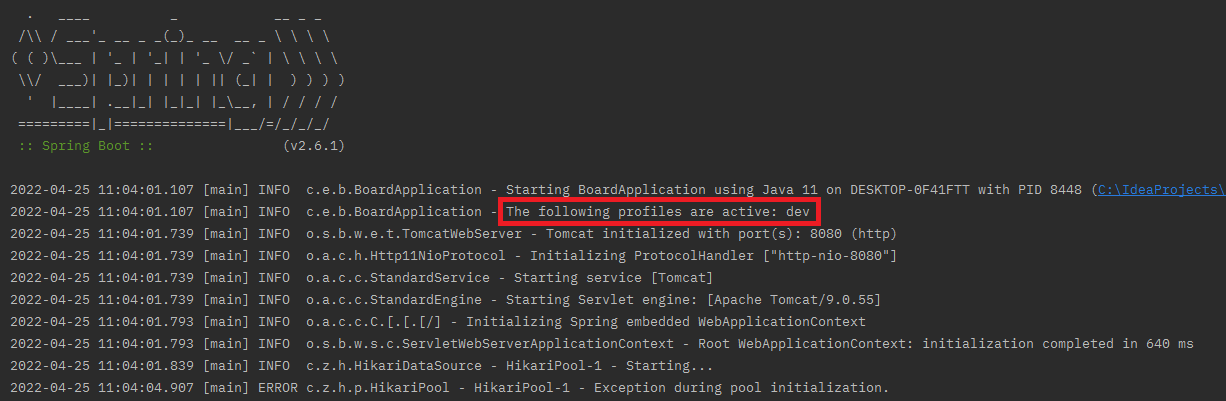 .   ____          _            __ _ _
 /\\ / ___'_ __ _ _(_)_ __  __ _ \ \ \ \
( ( )\___ | '_ | '_| | '_ \/ _` | \ \ \ \
 \\/  ___)| |_)| | | | | || (_| |  ) ) ) )
  '  |____| .__|_| |_|_| |_\__, | / / / /
 =========|_|==============|___/=/_/_/_/
 :: Spring Boot ::                (v2.6.1)
2022-04-25 11:04:01.107 [main] INFO  c.e.b.BoardApplication - Starting BoardApplication using Java 11 on DESKTOP-0F41FTT with PID 8448 (C:\IdeaProjects\
2022-04-25 11:04:01.107 [main] INFO  c.e.b.BoardApplication - The following profiles are active: dev
2022-04-25 11:04:01.739 [main] INFO  o.s.b.w.e.t.TomcatWebServer - Tomcat initialized with port(s): 8080 (http)
2022-04-25 11:04:01.739 [main] INFO  o.a.c.h.Http11NioProtocol - Initializing ProtocolHandler ["http-nio-8080"]
2022-04-25 11:04:01.739 [main] INFO  o.a.c.c.StandardService - Starting service [Tomcat]
2022-04-25 11:04:01.739 [main] INFO  o.a.c.c.StandardEngine - Starting Servlet engine: [Apache Tomcat/9.0.55]
2022-04-25 11:04:01.793 [main] INFO  o.a.c.c.C.[.[.[/] - Initializing Spring embedded WebApplicationContext
2022-04-25 11:04:01.793 [main] INFO  o.s.b.w.s.c.ServletWebServerApplicationContext - Root WebApplicationContext: initialization completed in 640 ms
2022-04-25 11:04:01.839 [main] INFO  c.z.h.HikariDataSource - HikariPool-1 - Starting...
2022-04-25 11:04:04.907 [main] ERROR c.z.h.p.HikariPool - HikariPool-1 - Exception during pool initialization.